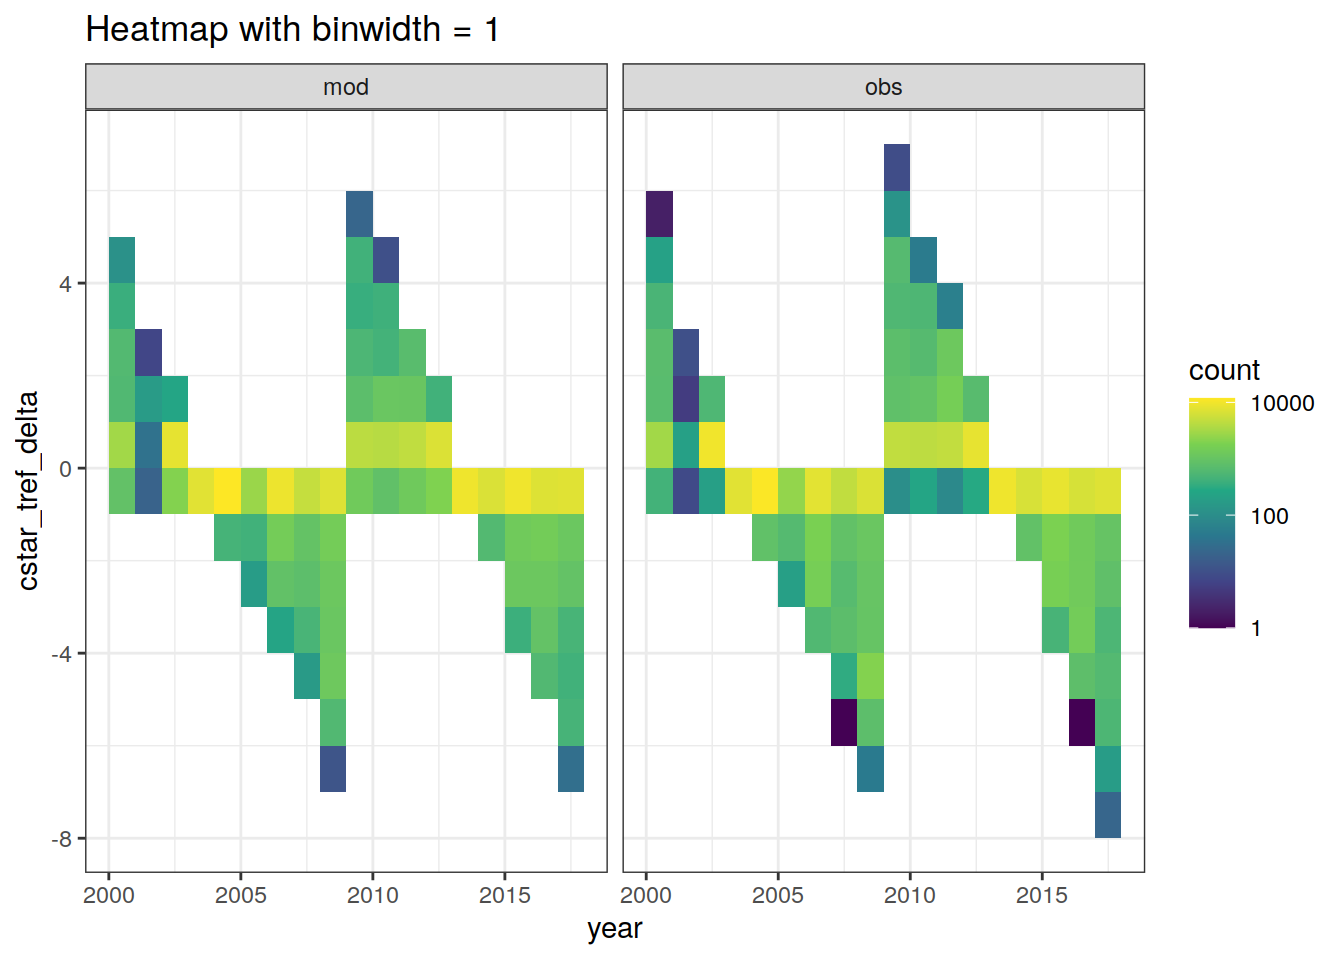 Heatmap with binwidth = 1
mod
obs
4
0
-4
-8
cstar_tref_delta
2000
2005
2010
2015
2000
2005
2010
2015
year
count
10000
100
1